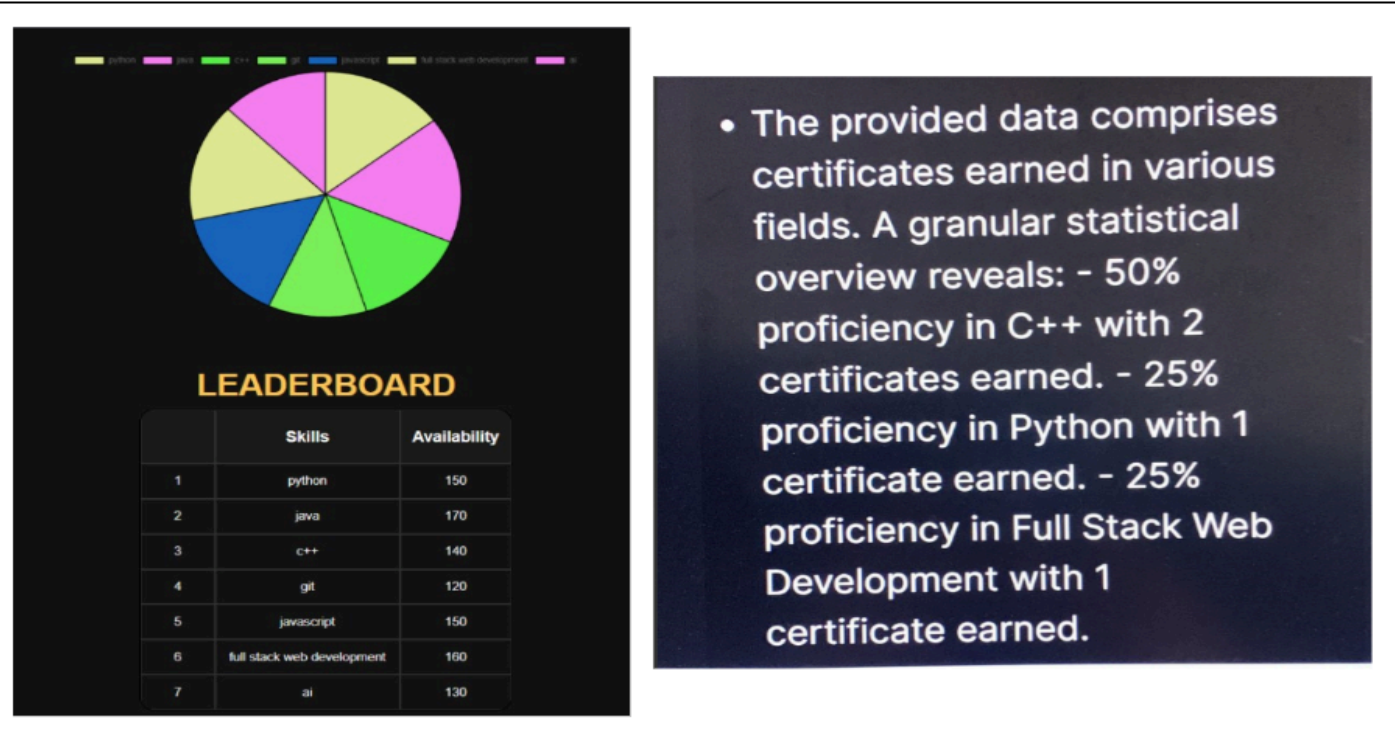 python java c++ git javascript full stack web development ai
LEADERBOARD
Skills Availability
1 python 150
2 java 170
3 c++ 140
4 git 120
5 javascript 150
6 full stack web development 160
7 ai 130
• The provided data comprises
certificates earned in various
fields. A granular statistical
overview reveals: - 50%
proficiency in C++ with 2
certificates earned. - 25%
proficiency in Python with 1
certificate earned. - 25%
proficiency in Full Stack Web
Development with 1
certificate earned.